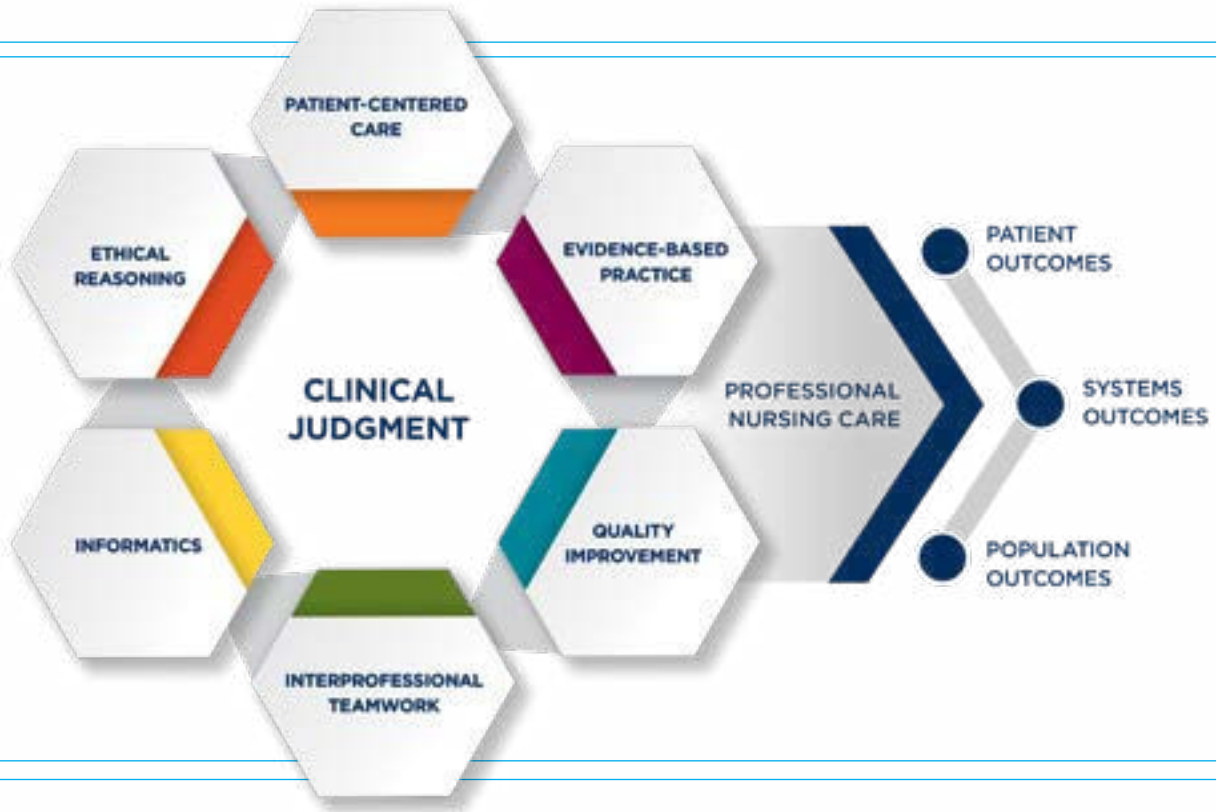 PATIENT-CENTERED
CARE
ETHICAL
REASONING
EVIDENCE-BASED
PRACTICE
CLINICAL
JUDGMENT
INFORMATICS
QUALITY
IMPROVEMENT
INTERPROFESSIONAL
TEAMWORK
PROFESSIONAL
NURSING CARE
PATIENT
OUTCOMES
SYSTEMS
OUTCOMES
POPULATION
OUTCOMES